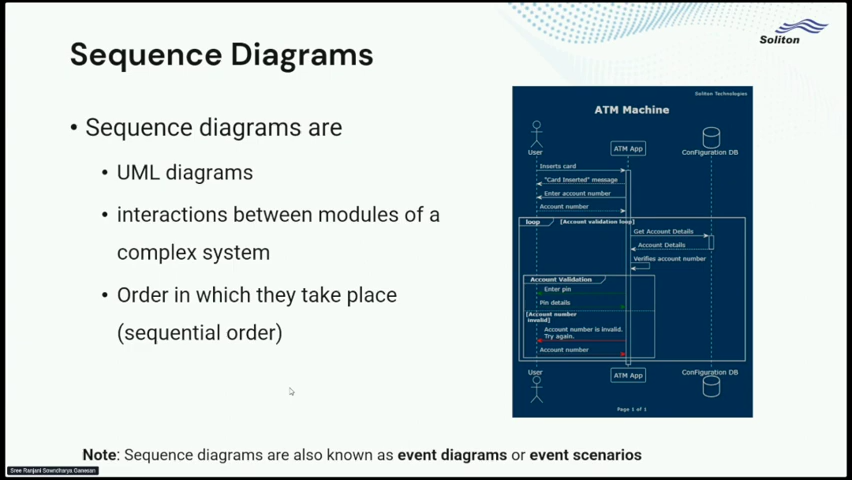 Soliton
Sequence Diagrams
• Sequence diagrams are
• UML diagrams
• interactions between modules of a
complex system
• Order in which they take place
(sequential order)
Soliton Technologies
ATM Machine
User
ATM App
ConFiguration DB
Inserts card
"Card Inserted" message
Enter account number
Account number
loop
[Account validation loop]
Get Account Details
Account Details
Verifies account number
Account Validation
Enter pin
Pin details
[Account number
invalid]
Account number is invalid.
Try again.
Account number
User
ATM App
ConFiguration DB
Page 1 of 1
Note: Sequence diagrams are also known as event diagrams or event scenarios
Sree Ranjani Sowndharya Ganesan